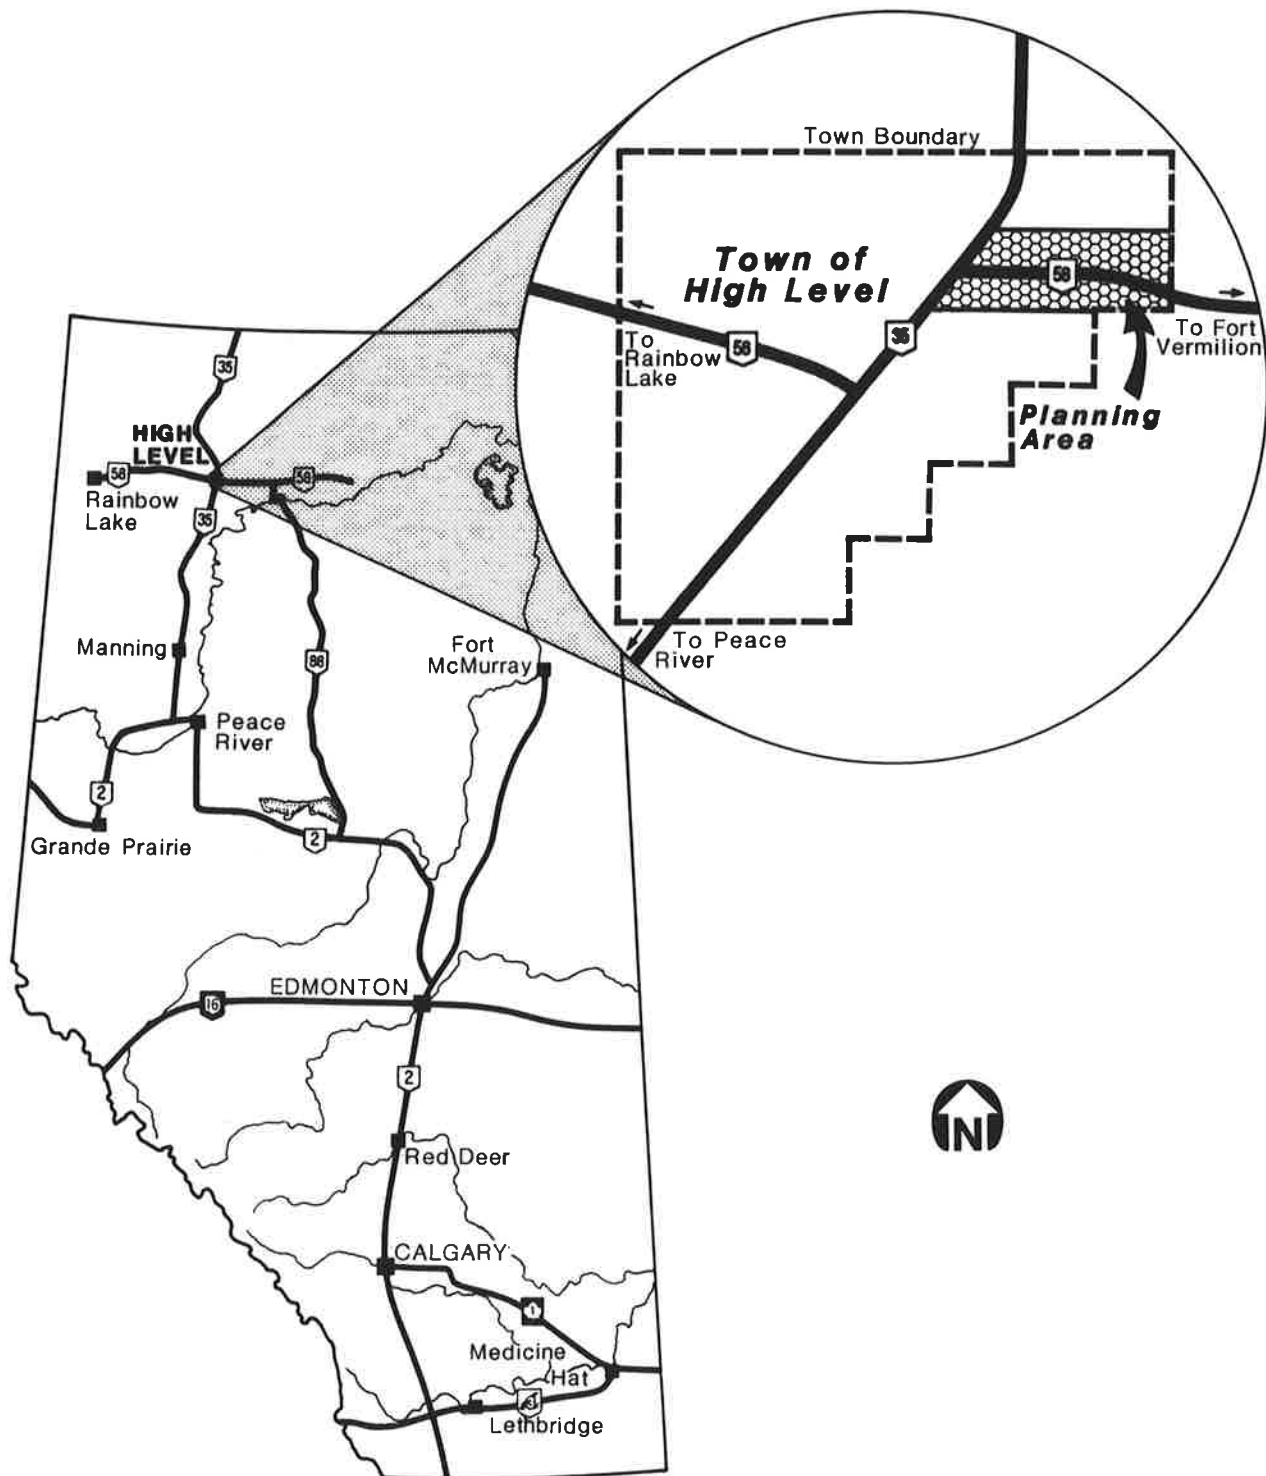 Town Boundary
Town of
High Level
58
35
To
Rainbow
Lake
58
To Fort
Vermilion
Planning
Area
To Peace
River
35
HIGH
LEVEL
58
58
Rainbow
Lake
35
Manning
88
Fort
McMurray
Peace
River
2
Grande Prairie
2
EDMONTON
16
2
N
Red Deer
CALGARY
1
Medicine
Hat
3
Lethbridge